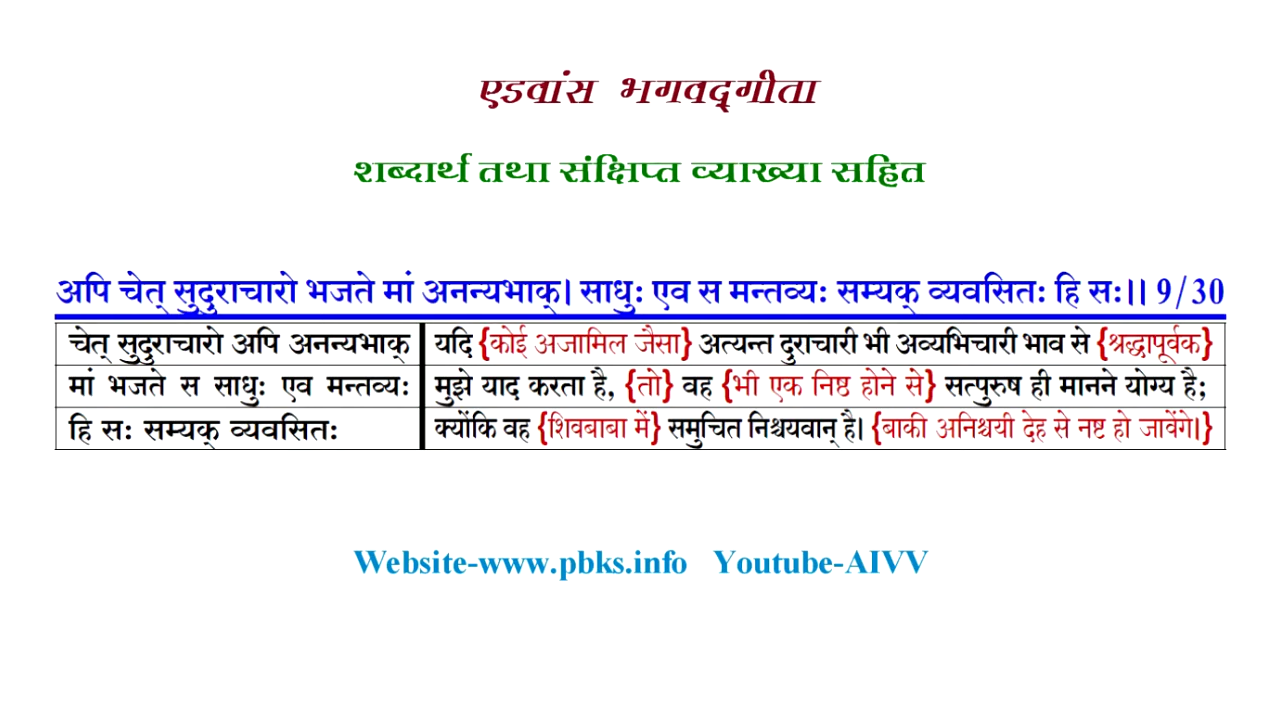 एडवांस भगवद्गीता
शब्दार्थ तथा संक्षिप्त व्याख्या सहित
अपि चेत् सुदुराचारो भजते मां अनन्यभाक्। साधुः एव स मन्तव्यः सम्यक् व्यवसितः हि सः।। 9/30
चेत् सुदुराचारो अपि अनन्यभाक् यदि {कोई अजामिल जैसा} अत्यन्त दुराचारी भी अव्यभिचारी भाव से {श्रद्धापूर्वक}
मां भजते स साधुः एव मन्तव्यः मुझे याद करता है, {तो} वह {भी एक निष्ठ होने से} सत्पुरुष ही मानने योग्य है;
हि सः सम्यक् व्यवसितः क्योंकि वह {शिवबाबा में} समुचित निश्चयवान् है। {बाकी अनिश्चयी देह से नष्ट हो जावेंगे।}
Website-www.pbks.info Youtube-AIVV